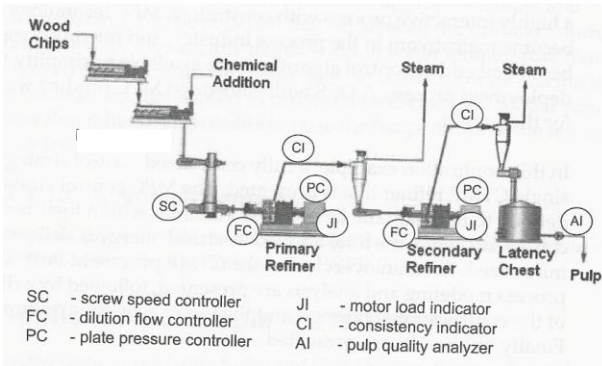 Wood
Chips
Chemical
Addition
Steam
Steam
CI
CI
PC
PC
SC
FC
JI
FC
JI
AI
Primary
Refiner
Secondary
Refiner
Latency
Chest
Pulp
SC - screw speed controller
FC - dilution flow controller
PC - plate pressure controller
JI - motor load indicator
CI - consistency indicator
AI - pulp quality analyzer